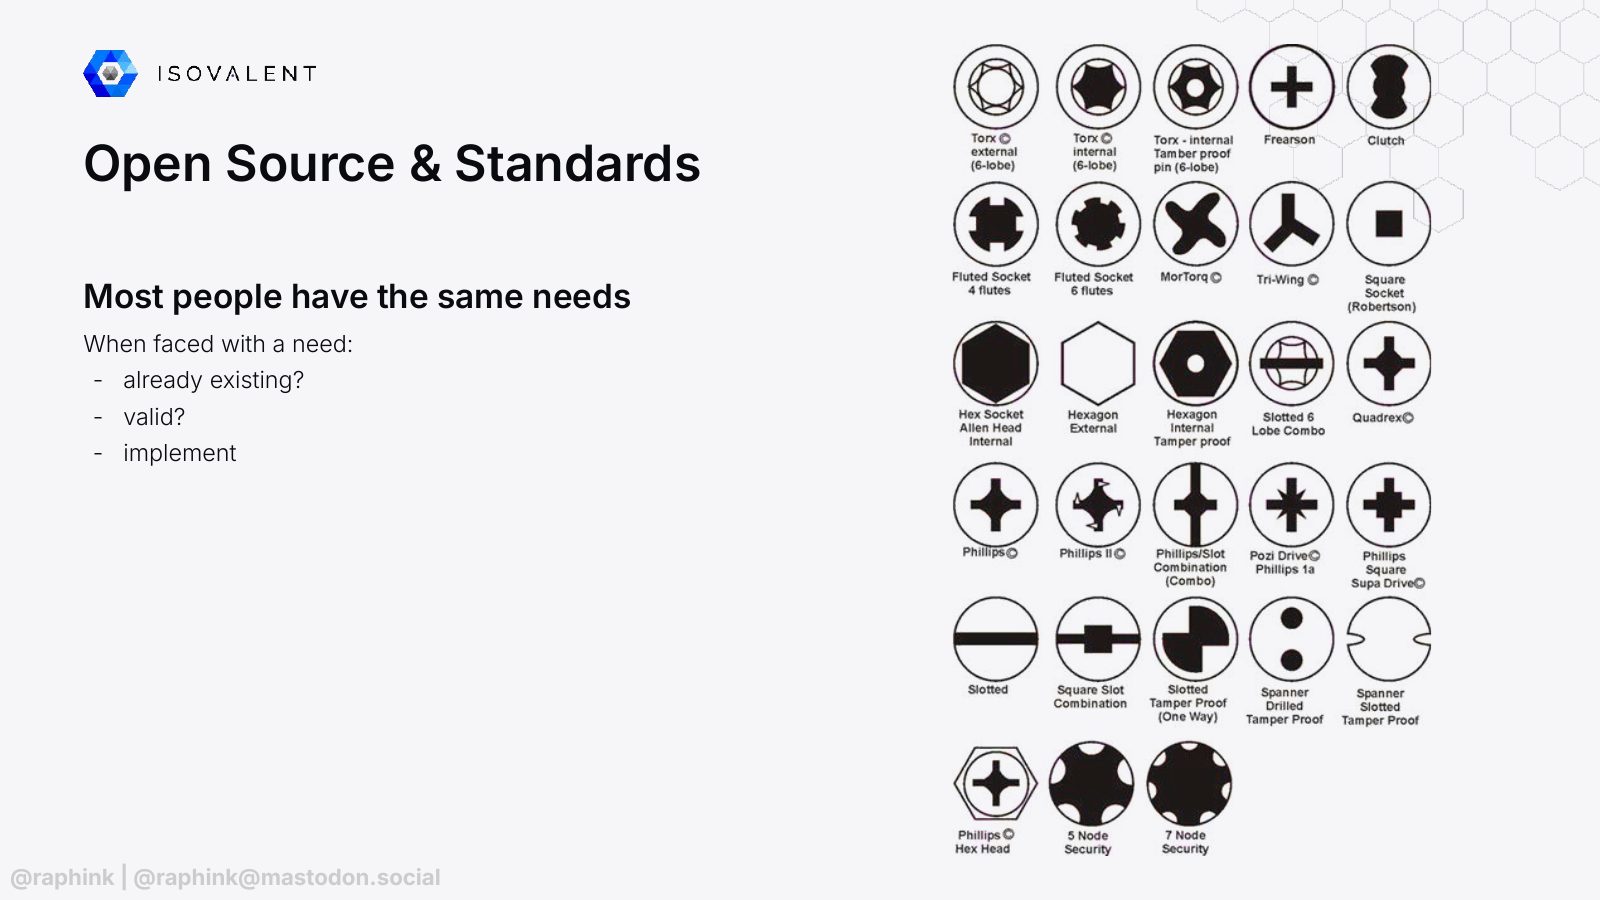 ISOVALENT
Open Source & Standards
Most people have the same needs
When faced with a need:
- already existing?
- valid?
- implement
Torx ©
external
(6-lobe)
Torx ©
internal
(6-lobe)
Torx - internal
Tamber proof
pin (6-lobe)
Frearson
Clutch
Fluted Socket
4 flutes
Fluted Socket
6 flutes
MorTorq ©
Tri-Wing ©
Square
Socket
(Robertson)
Hex Socket
Allen Head
Internal
Hexagon
External
Hexagon
Internal
Tamper proof
Slotted 6
Lobe Combo
Quadrex©
Phillips©
Phillips II ©
Phillips/Slot
Combination
(Combo)
Pozi Drive©
Phillips 1a
Phillips
Square
Supa Drive©
Slotted
Square Slot
Combination
Slotted
Tamper Proof
(One Way)
Spanner
Drilled
Tamper Proof
Spanner
Slotted
Tamper Proof
Phillips ©
Hex Head
5 Node
Security
7 Node
Security
@raphink | @raphink@mastodon.social